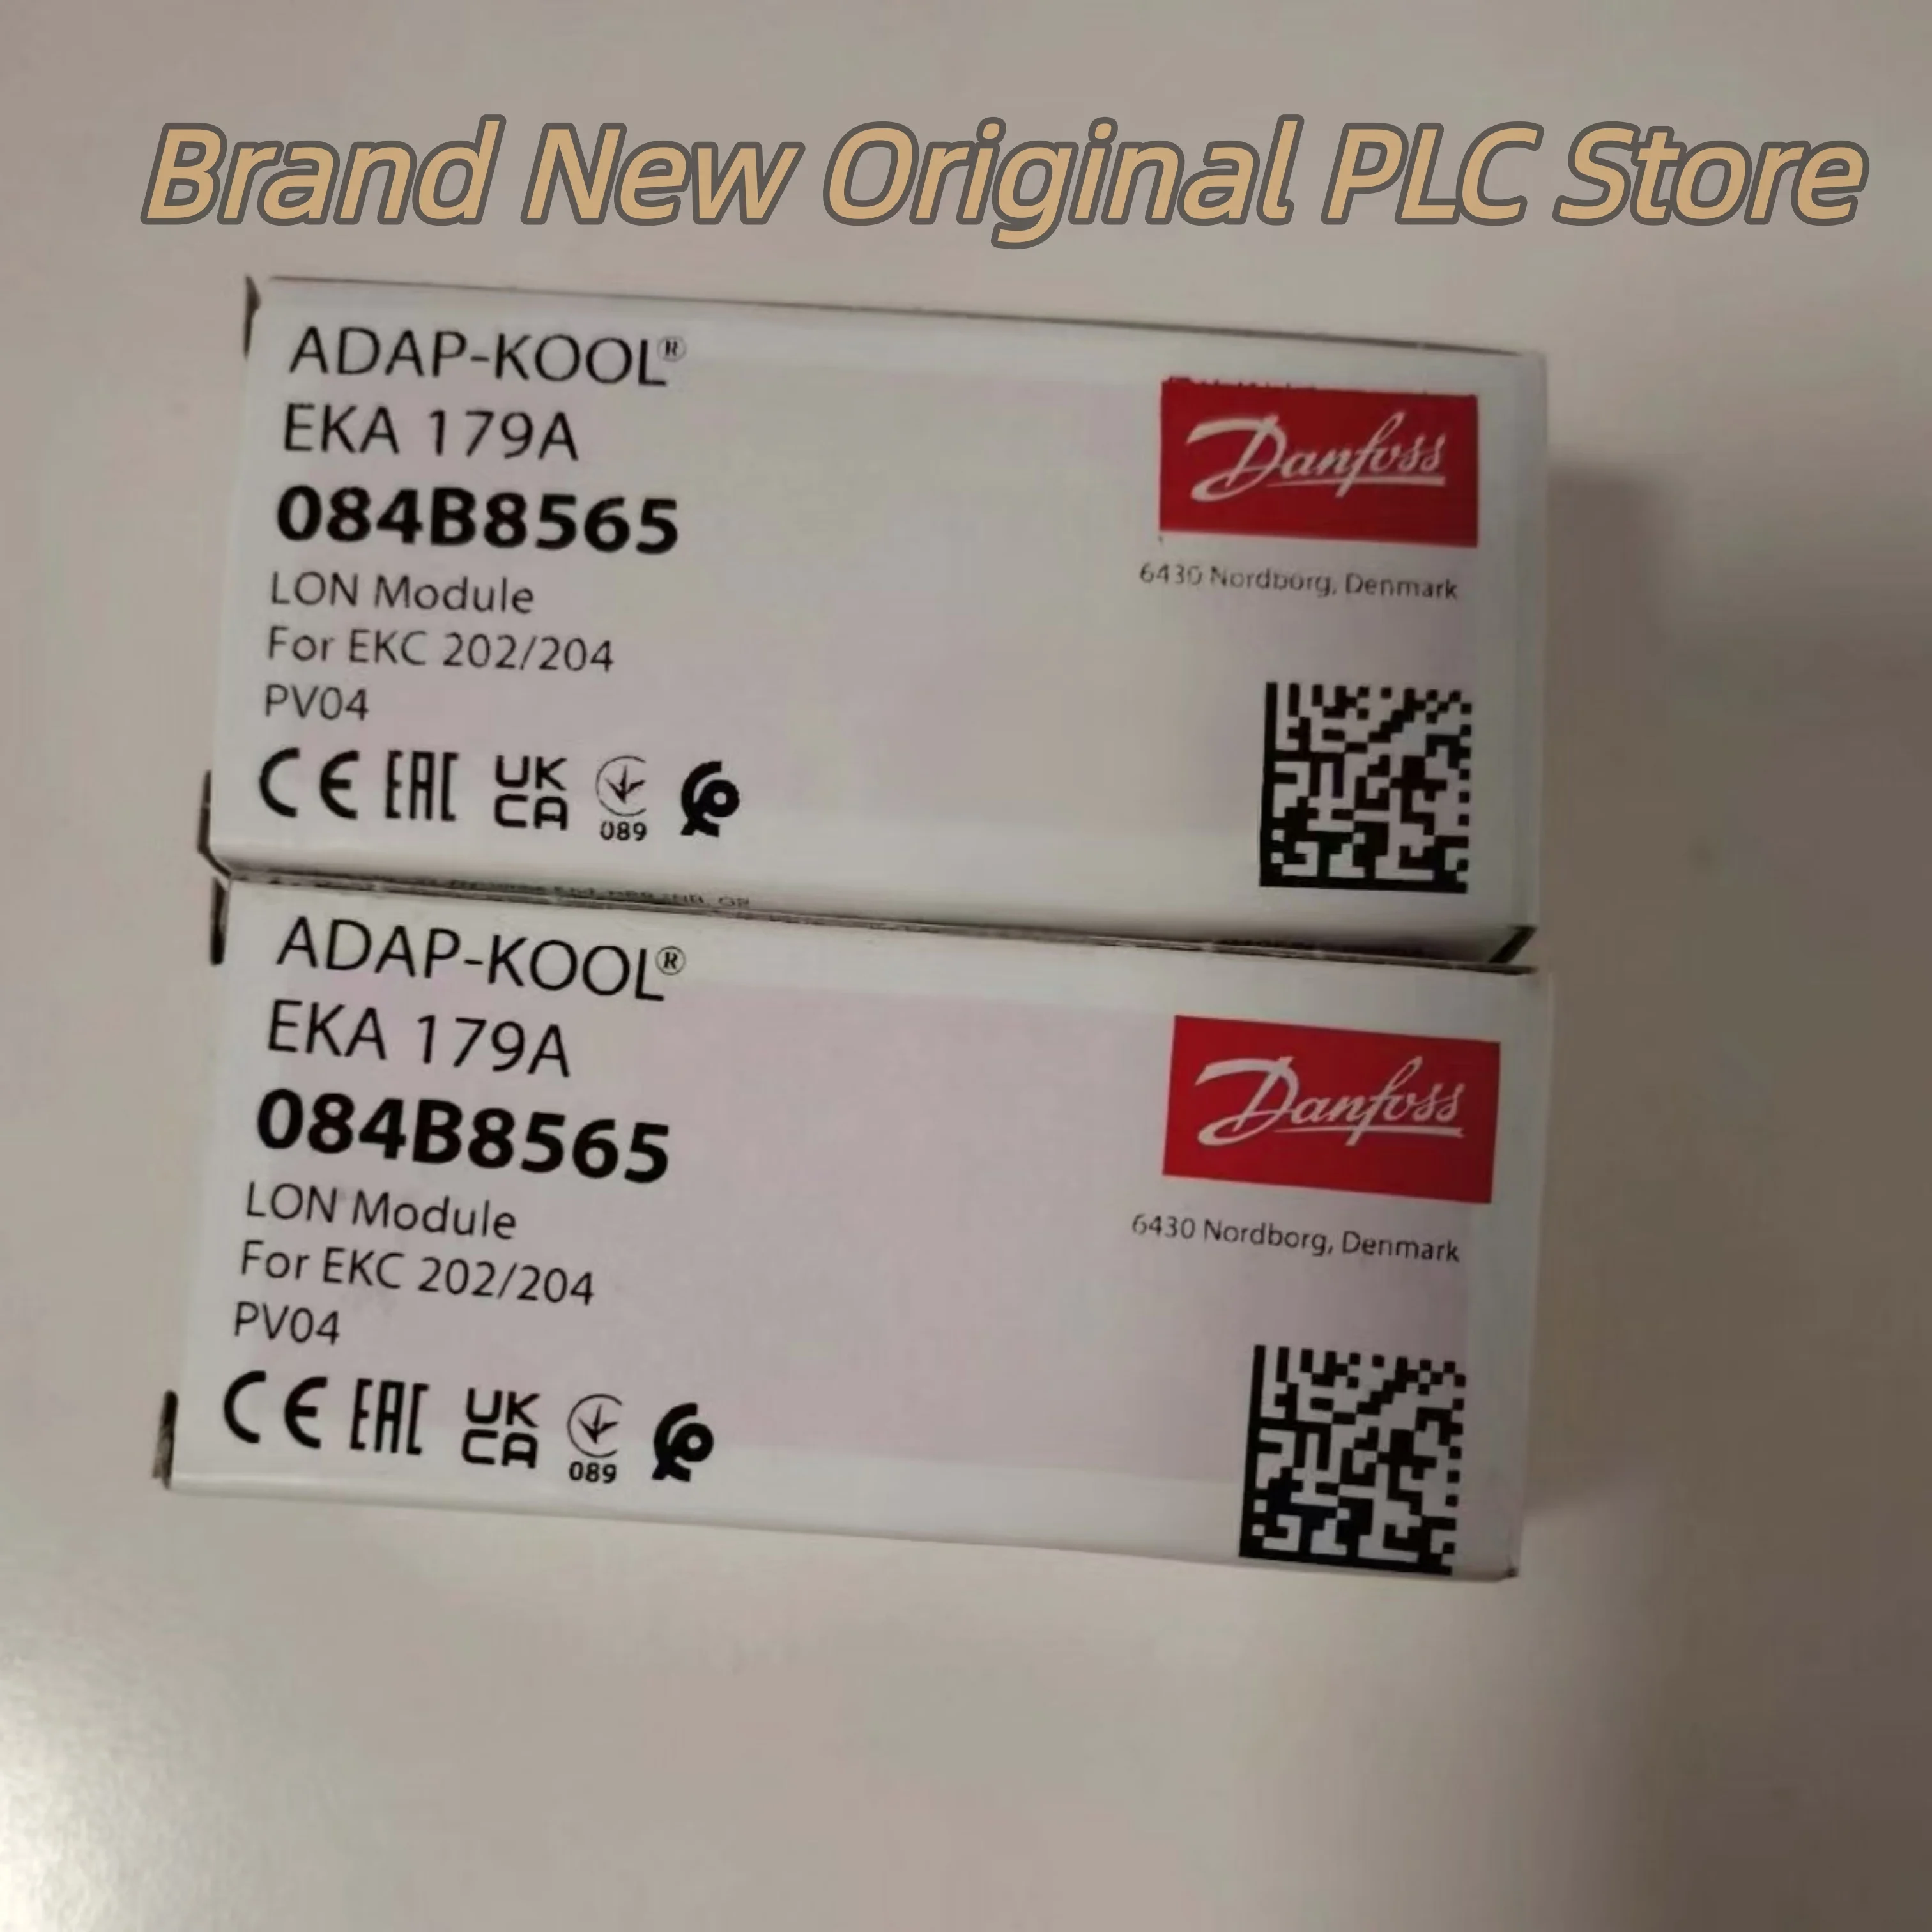 Brand New Original PLC Store
ADAP-KOOL®
EKA 179A
084B8565
LON Module
For EKC 202/204
PV04
CE EAC UK CA 089
Danfoss
6430 Nordborg, Denmark
ADAP-KOOL®
EKA 179A
084B8565
LON Module
For EKC 202/204
PV04
CE EAC UK CA 089
Danfoss
6430 Nordborg, Denmark